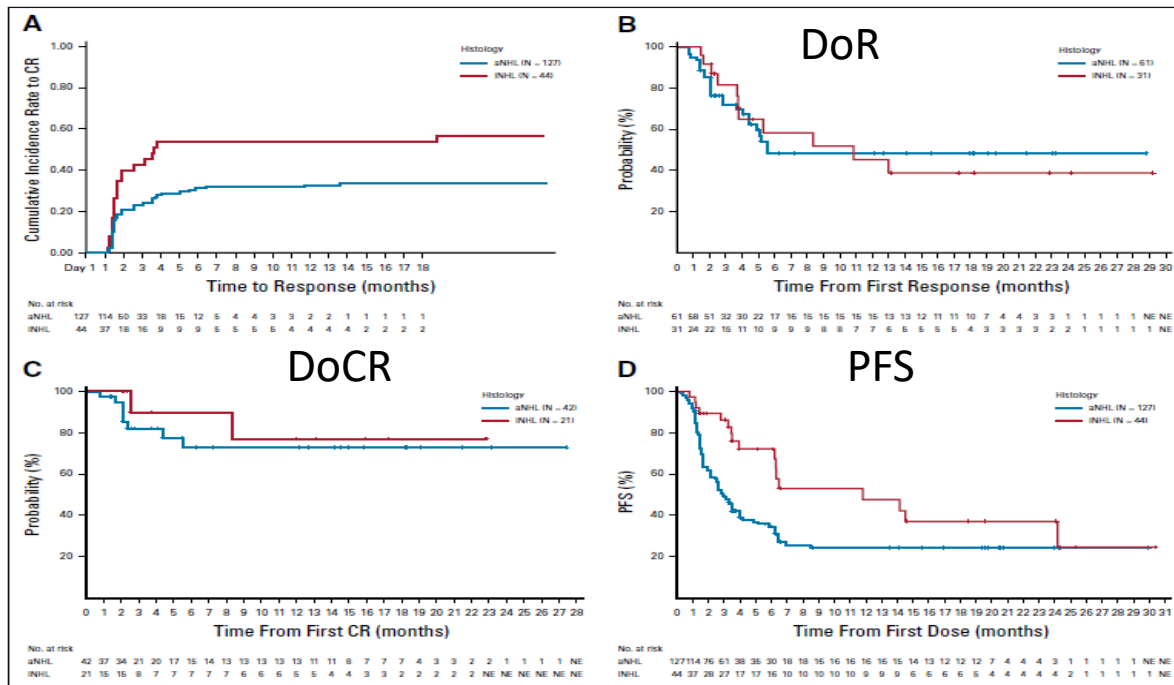 A
1.00
0.80
0.60
0.40
0.20
0.00
Cumulative Incidence Rate to CR
Histology
aNHL (N = 127)
INHL (N = 44)
Day 1 1 2 3 4 5 6 7 8 9 10 11 12 13 14 15 16 17 18
Time to Response (months)
No. at risk
aNHL 127 114 50 33 18 15 12 5 4 4 3 3 2 2 1 1 1 1 1
INHL 44 37 18 16 9 9 9 5 5 5 5 4 4 4 4 2 2 2 2
B
DoR
100
80
60
40
20
Probability (%)
Histology
aNHL (N = 61)
INHL (N = 31)
0 1 2 3 4 5 6 7 8 9 10 11 12 13 14 15 16 17 18 19 20 21 22 23 24 25 26 27 28 29 30
Time From First Response (months)
No. at risk
aNHL 61 58 51 32 30 22 17 16 15 15 15 15 15 13 13 12 11 11 10 7 4 4 3 3 2 1 1 1 1 NE NE
INHL 31 24 22 15 11 10 9 9 9 8 8 7 7 6 5 5 5 5 4 3 3 3 3 2 2 1 1 1 1 1 NE
C
DoCR
100
80
60
40
20
Probability (%)
Histology
aNHL (N = 42)
INHL (N = 21)
0 1 2 3 4 5 6 7 8 9 10 11 12 13 14 15 16 17 18 19 20 21 22 23 24 25 26 27 28
Time From First CR (months)
No. at risk
aNHL 42 37 34 21 20 17 15 14 13 13 13 13 13 11 11 8 7 7 7 4 3 3 2 2 1 1 1 1 NE
INHL 21 15 15 8 7 7 7 7 7 6 6 6 5 5 5 4 4 3 3 2 2 2 2 NE NE NE NE NE NE
D
PFS
100
80
60
40
20
PFS (%)
Histology
aNHL (N = 127)
INHL (N = 44)
0 1 2 3 4 5 6 7 8 9 10 11 12 13 14 15 16 17 18 19 20 21 22 23 24 25 26 27 28 29 30 31
Time From First Dose (months)
No. at risk
aNHL 127 114 76 61 38 35 30 18 18 16 16 16 16 16 15 14 13 12 12 12 7 4 4 4 3 1 1 1 1 1 1 NE
INHL 44 37 28 27 17 17 16 10 10 10 10 10 9 9 9 6 6 6 6 5 4 4 4 4 4 2 1 1 1 1 1 NE